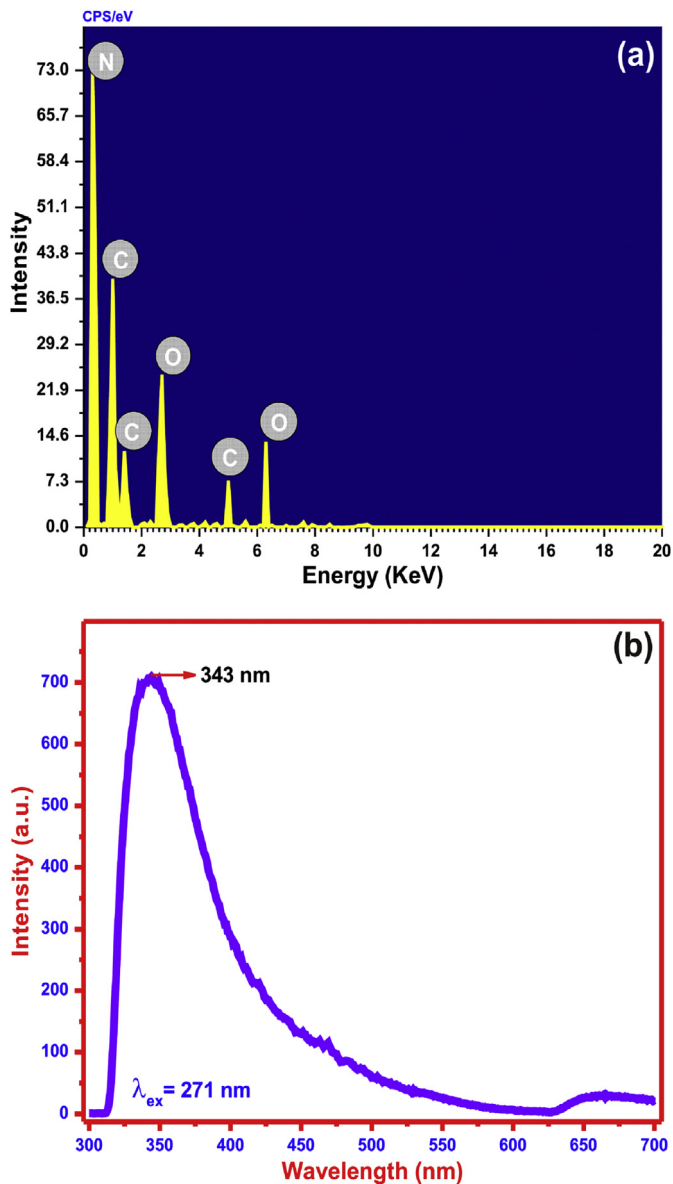 CPS/eV
(a)
N
73.0
65.7
58.4
51.1
43.8
C
36.5
29.2
O
21.9
14.6
C
C
O
7.3
0.0
0 2 4 6 8 10 12 14 16 18 20
Intensity
Energy (KeV)
(b)
343 nm
700
600
500
400
300
200
100
0
Intensity (a.u.)
λex= 271 nm
300 350 400 450 500 550 600 650 700
Wavelength (nm)